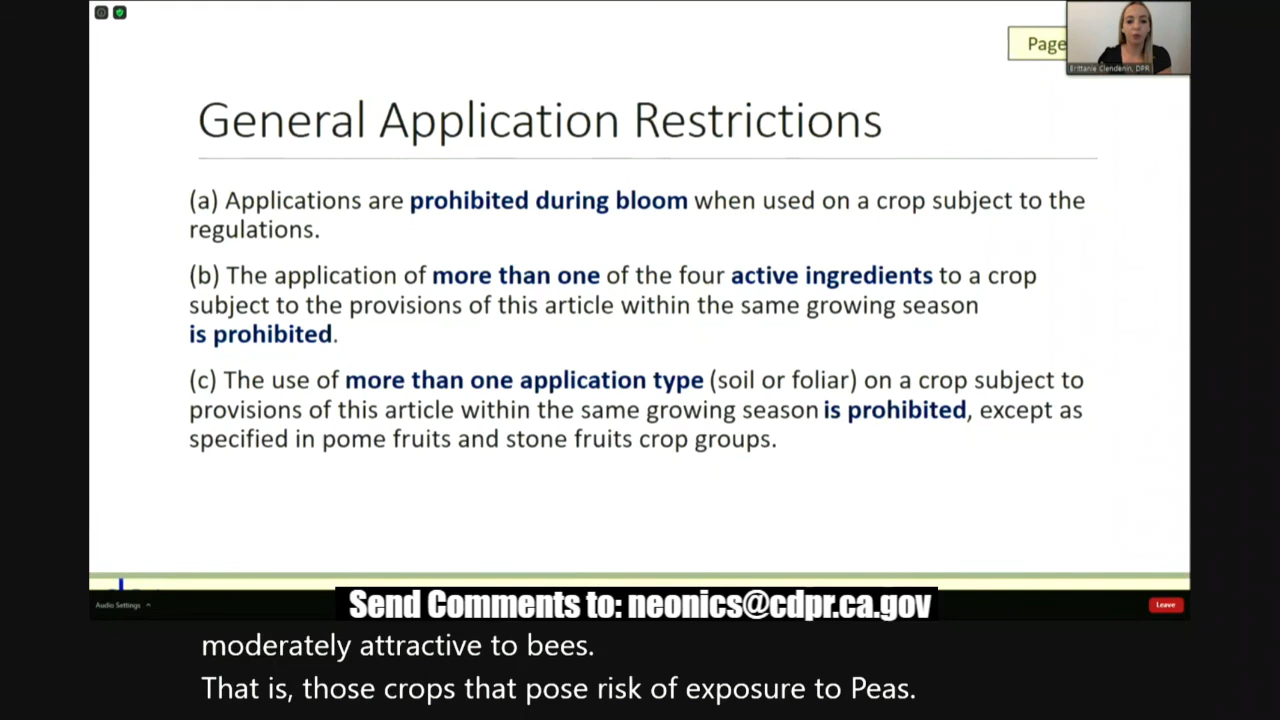 Page
Brittanie Clendenin, DPR
General Application Restrictions
(a) Applications are prohibited during bloom when used on a crop subject to the
regulations.
(b) The application of more than one of the four active ingredients to a crop
subject to the provisions of this article within the same growing season
is prohibited.
(c) The use of more than one application type (soil or foliar) on a crop subject to
provisions of this article within the same growing season is prohibited, except as
specified in pome fruits and stone fruits crop groups.
Audio Settings
Send Comments to: neonics@cdpr.ca.gov
Leave
moderately attractive to bees.
That is, those crops that pose risk of exposure to Peas.